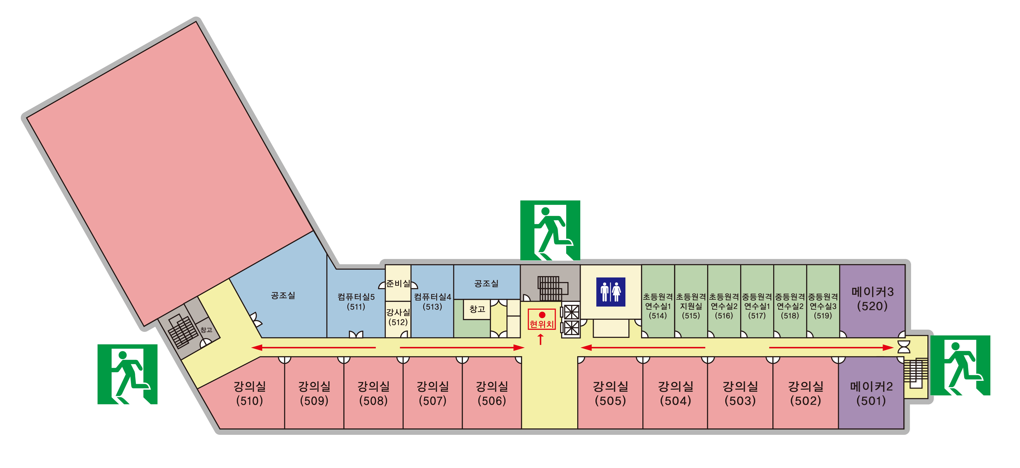 공조실
컴퓨터실5
(511)
준비실
강사실
(512)
컴퓨터실4
(513)
공조실
창고
현위치
초등원격
연수실1
(514)
초등원격
지원실
(515)
초등원격
연수실2
(516)
중등원격
연수실1
(517)
중등원격
연수실2
(518)
중등원격
연수실3
(519)
메이커3
(520)
창고
강의실
(510)
강의실
(509)
강의실
(508)
강의실
(507)
강의실
(506)
강의실
(505)
강의실
(504)
강의실
(503)
강의실
(502)
메이커2
(501)